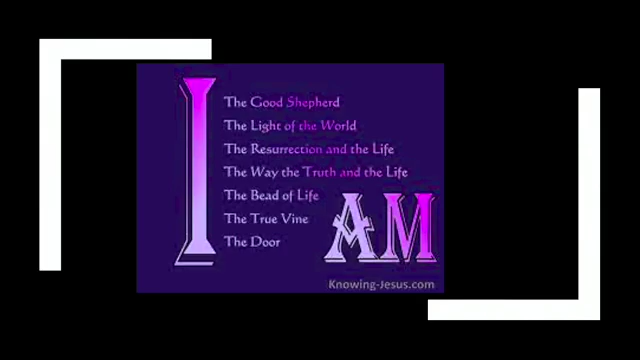 I
The Good Shepherd
The Light of the World
The Resurrection and the Life
The Way the Truth and the Life
The Bead of Life
The True Vine
The Door
AM
Knowing-Jesus.com